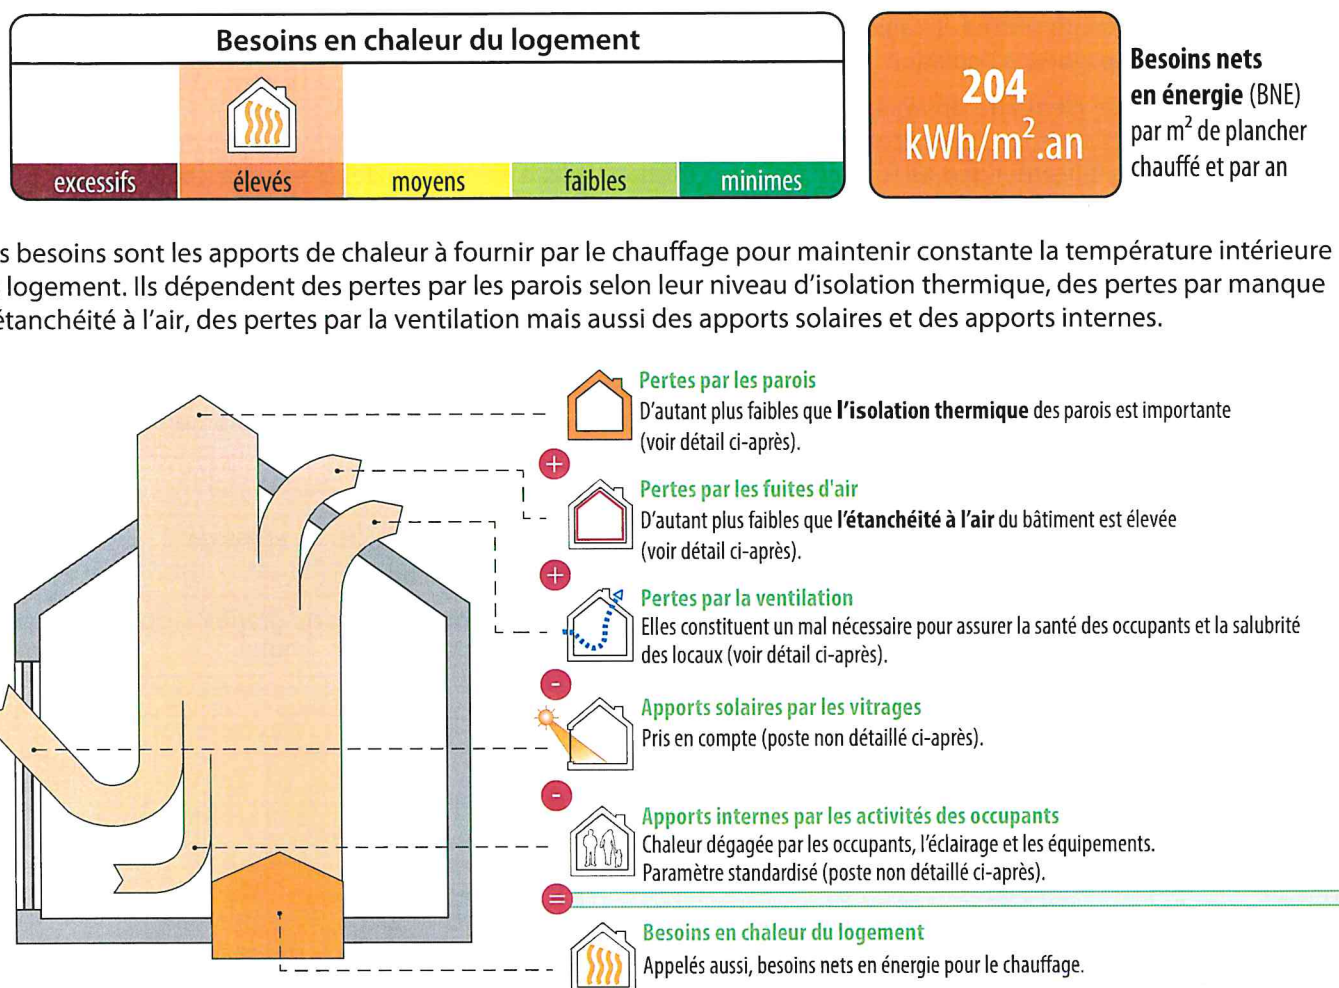 Besoins en chaleur du logement
excessifs
élevés
moyens
faibles
minimes
204
kWh/m².an
Besoins nets
en énergie (BNE)
par m² de plancher
chauffé et par an
besoins sont les apports de chaleur à fournir par le chauffage pour maintenir constante la température intérieure
logement. Ils dépendent des pertes par les parois selon leur niveau d'isolation thermique, des pertes par manque
étanchéité à l'air, des pertes par la ventilation mais aussi des apports solaires et des apports internes.
Pertes par les parois
D'autant plus faibles que l'isolation thermique des parois est importante
(voir détail ci-après).
+
Pertes par les fuites d'air
D'autant plus faibles que l'étanchéité à l'air du bâtiment est élevée
(voir détail ci-après).
+
Pertes par la ventilation
Elles constituent un mal nécessaire pour assurer la santé des occupants et la salubrité
des locaux (voir détail ci-après).
-
Apports solaires par les vitrages
Pris en compte (poste non détaillé ci-après).
-
Apports internes par les activités des occupants
Chaleur dégagée par les occupants, l'éclairage et les équipements.
Paramètre standardisé (poste non détaillé ci-après).
=
Besoins en chaleur du logement
Appelés aussi, besoins nets en énergie pour le chauffage.